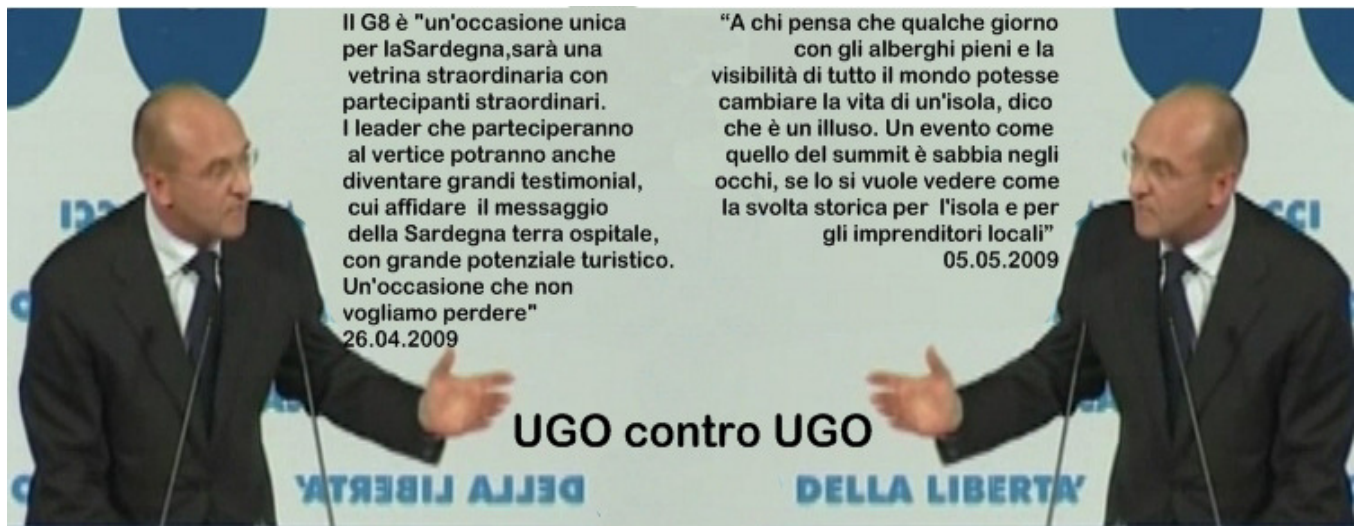 Il G8 è "un'occasione unica
per laSardegna,sarà una
vetrina straordinaria con
partecipanti straordinari.
I leader che parteciperanno
al vertice potranno anche
diventare grandi testimonial,
cui affidare il messaggio
della Sardegna terra ospitale,
con grande potenziale turistico.
Un'occasione che non
vogliamo perdere"
26.04.2009
“A chi pensa che qualche giorno
con gli alberghi pieni e la
visibilità di tutto il mondo potesse
cambiare la vita di un'isola, dico
che è un illuso. Un evento come
quello del summit è sabbia negli
occhi, se lo si vuole vedere come
la svolta storica per l'isola e per
gli imprenditori locali”
05.05.2009
UGO contro UGO
DELLA LIBERTA'
DELLA LIBERTA'